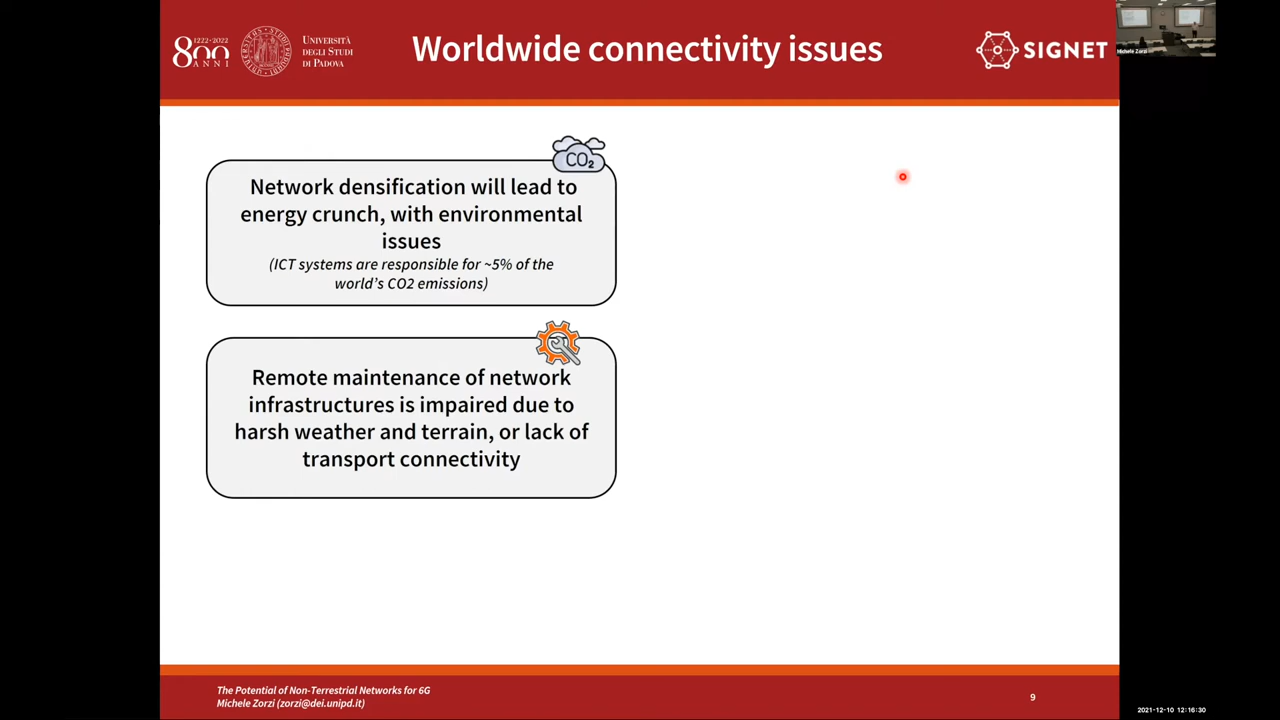 1222·2022
800
ANNI
UNIVERSITÀ
DEGLI STUDI
DI PADOVA
Worldwide connectivity issues
SIGNET
Michele Zorzi
CO2
Network densification will lead to
energy crunch, with environmental
issues
(ICT systems are responsible for ~5% of the
world's CO2 emissions)
Remote maintenance of network
infrastructures is impaired due to
harsh weather and terrain, or lack of
transport connectivity
The Potential of Non-Terrestrial Networks for 6G
Michele Zorzi (zorzi@dei.unipd.it)
9
2021-12-10 12:16:30